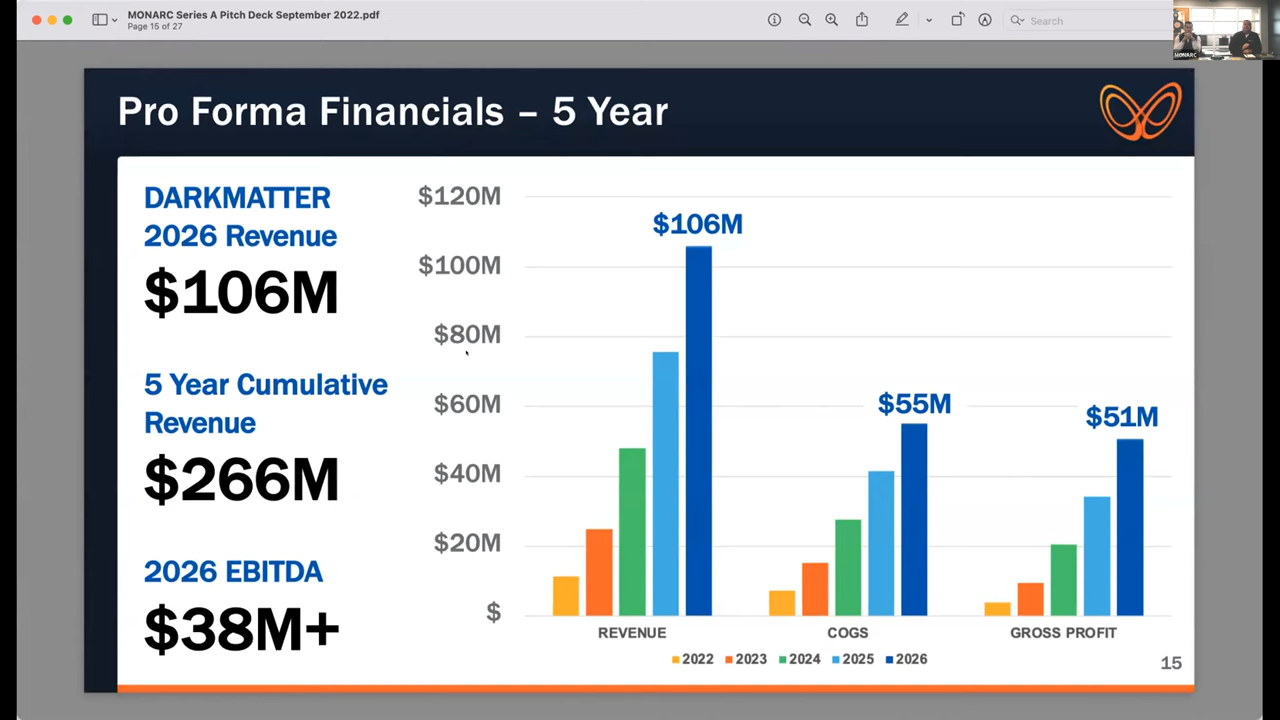 MONARC Series A Pitch Deck September 2022.pdf
Page 15 of 27
Search
MONARC
Pro Forma Financials – 5 Year
DARKMATTER
2026 Revenue
$106M
5 Year Cumulative
Revenue
$266M
2026 EBITDA
$38M+
$120M
$100M
$80M
$60M
$40M
$20M
$
$106M
$55M
$51M
REVENUE
COGS
GROSS PROFIT
2022 2023 2024 2025 2026
15